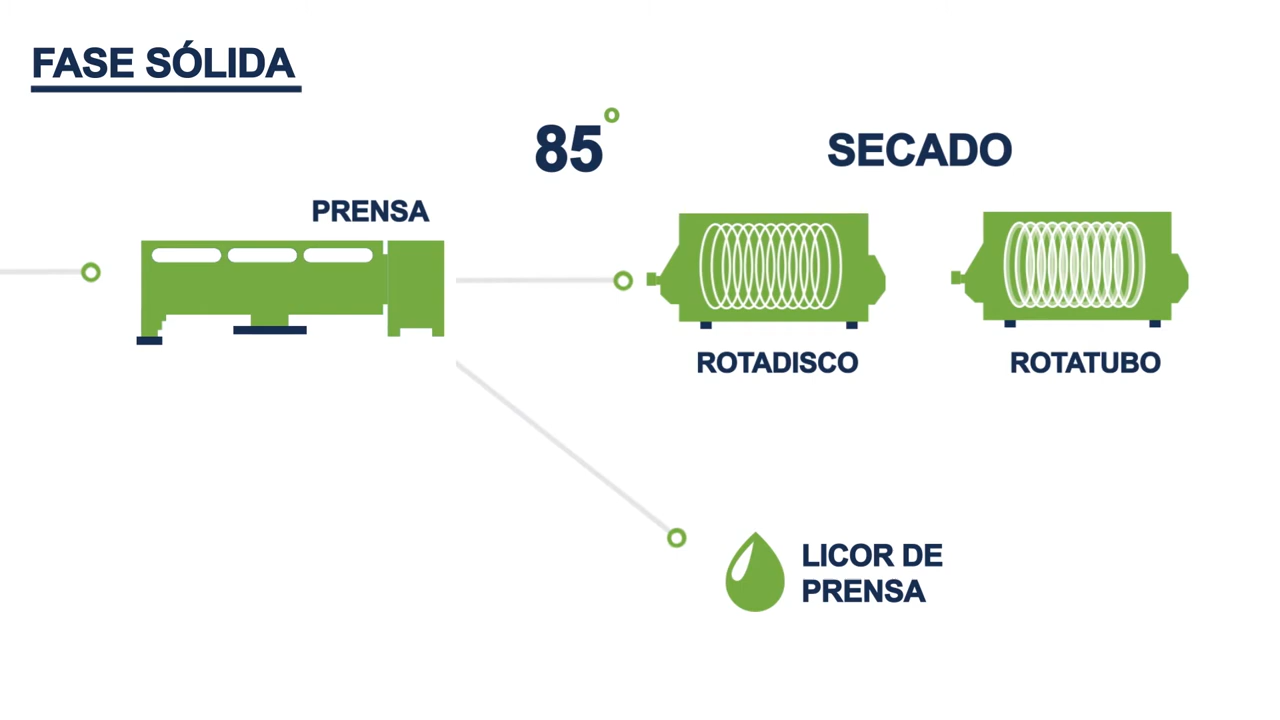 FASE SÓLIDA
85°
SECADO
PRENSA
ROTADISCO
ROTATUBO
LICOR DE
PRENSA